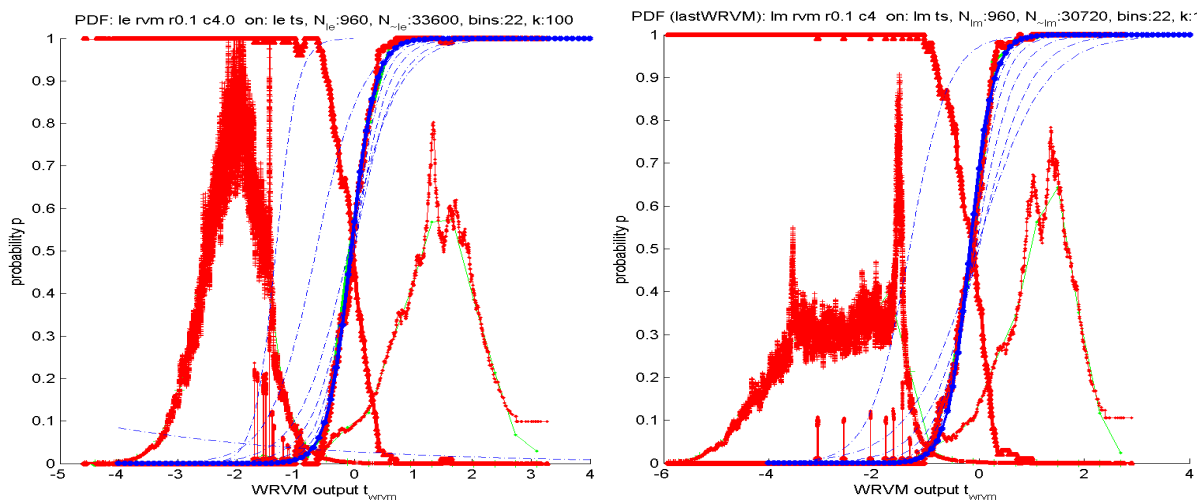 PDF: le rvm r0.1 c4.0 on: le ts, N_le:960, N_~le:33600, bins:22, k:100
1
0.9
0.8
0.7
0.6
0.5
0.4
0.3
0.2
0.1
0
probability p
-5 -4 -3 -2 -1 0 1 2 3 4
WRVM output t_wrvm
PDF (lastWRVM): lm rvm r0.1 c4 on: lm ts, N_lm:960, N_~lm:30720, bins:22, k:1
1
0.9
0.8
0.7
0.6
0.5
0.4
0.3
0.2
0.1
0
probability p
-6 -4 -2 0 2 4
WRVM output t_wrvm